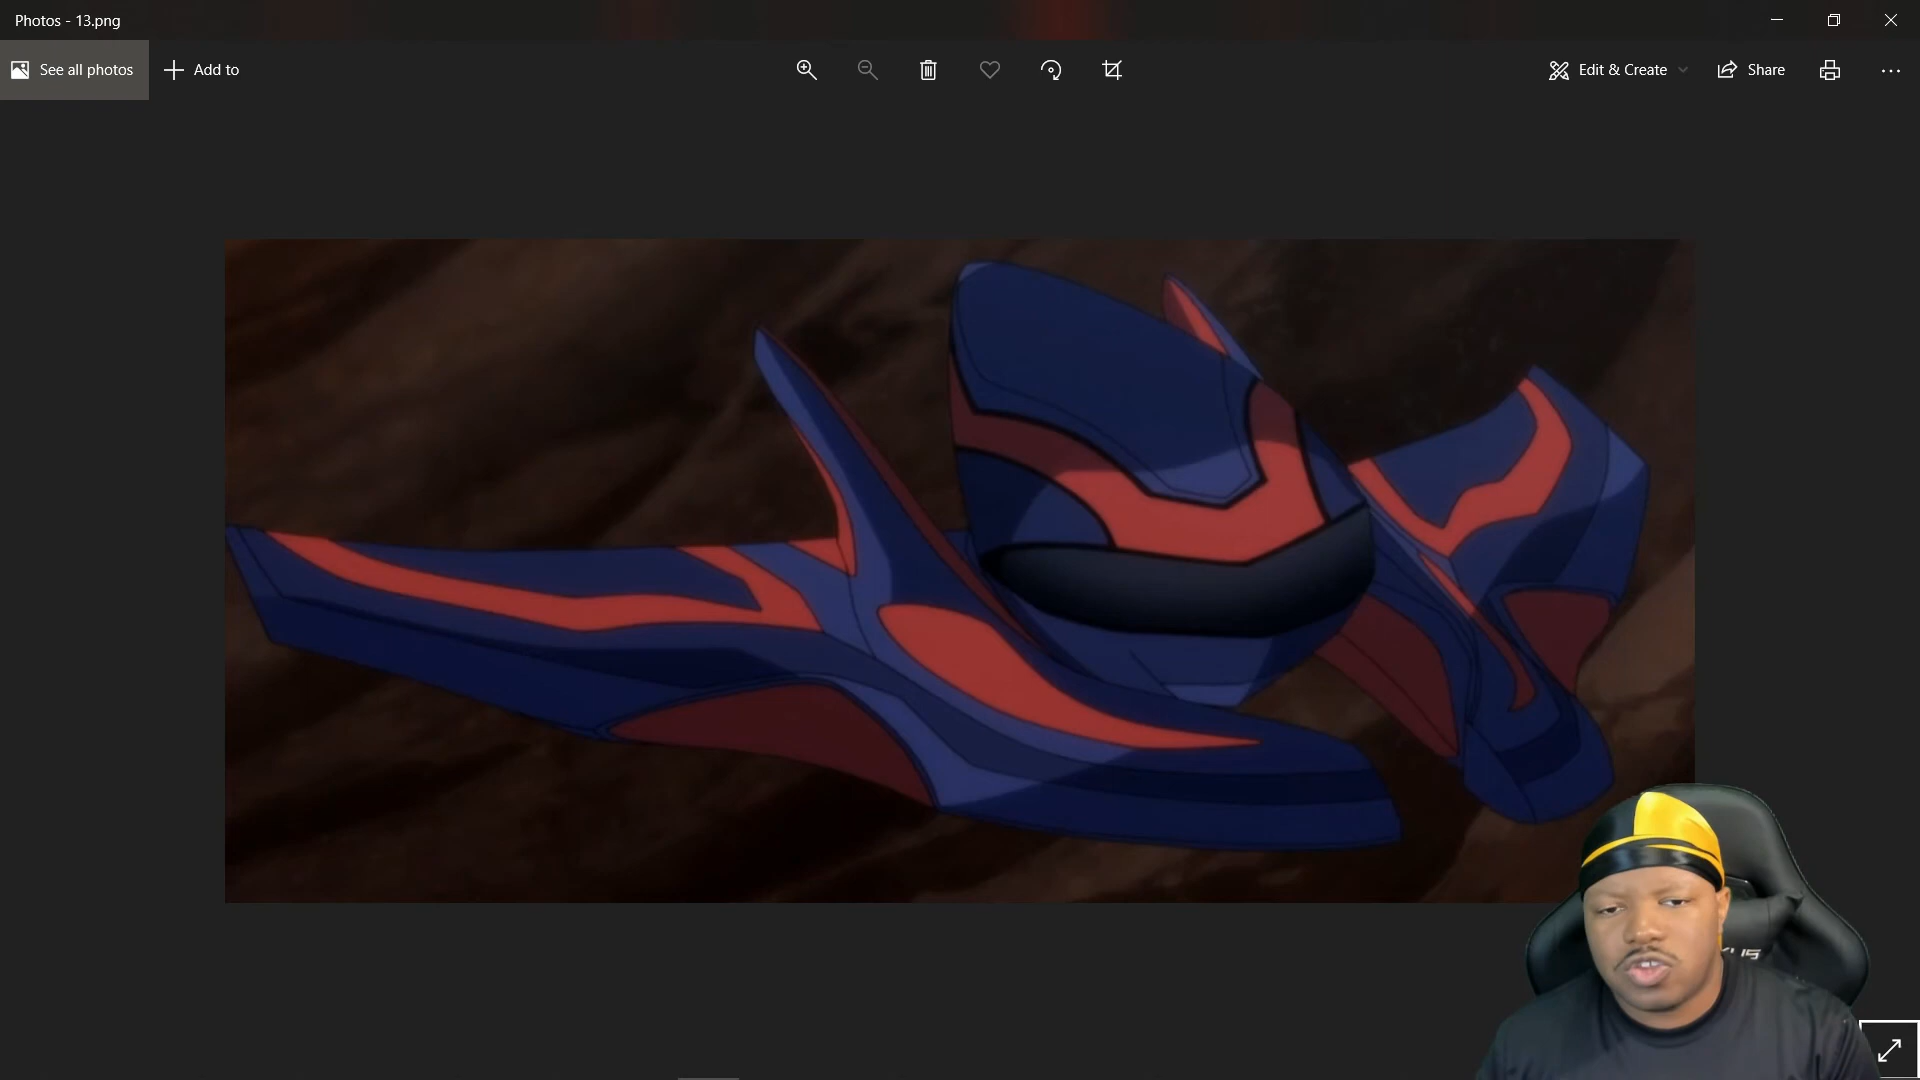 Photos - 13.png
See all photos
Add to
Edit & Create
Share